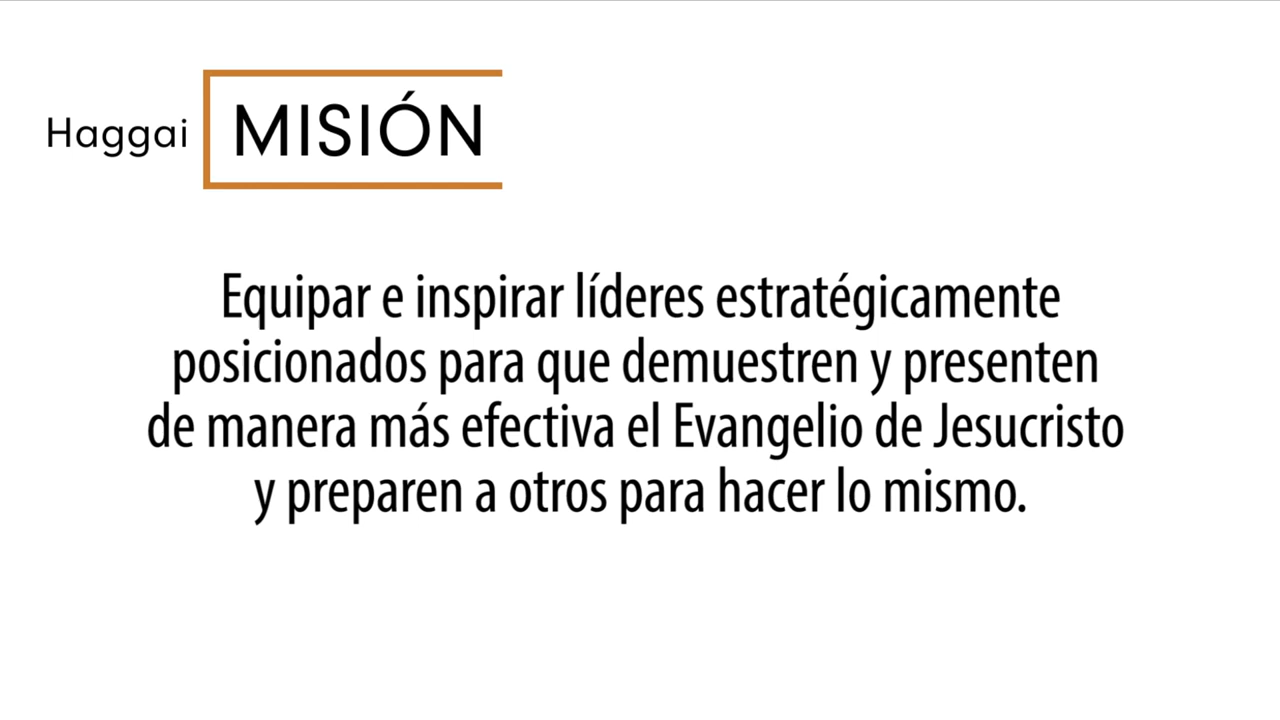 Haggai MISIÓN
Equipar e inspirar líderes estratégicamente
posicionados para que demuestren y presenten
de manera más efectiva el Evangelio de Jesucristo
y preparen a otros para hacer lo mismo.